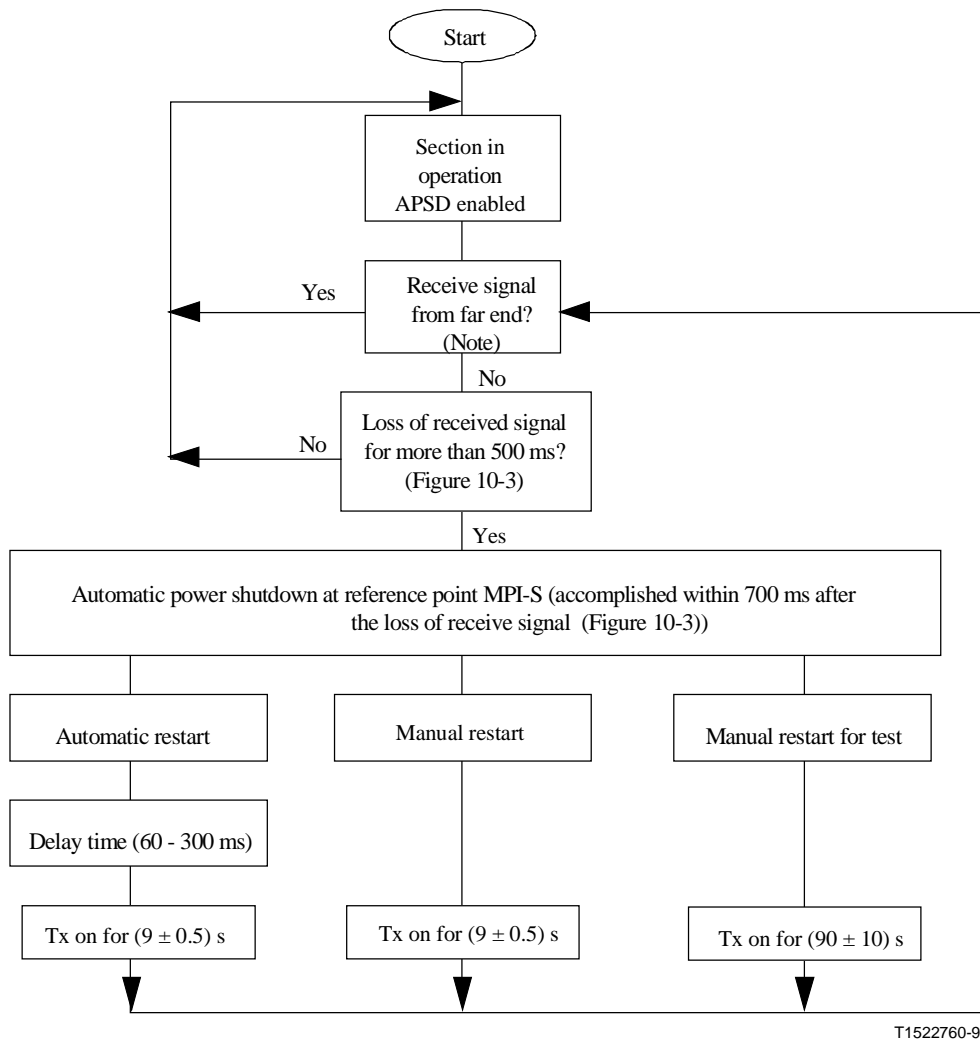 Start
Section in
operation
APSD enabled
Yes
Receive signal
from far end?
(Note)
No
Loss of received signal
for more than 500 ms?
(Figure 10-3)
No
Yes
Automatic power shutdown at reference point MPI-S (accomplished within 700 ms after
the loss of receive signal (Figure 10-3))
Automatic restart
Manual restart
Manual restart for test
Delay time (60 - 300 ms)
Tx on for (9 ± 0.5) s
Tx on for (9 ± 0.5) s
Tx on for (90 ± 10) s
T1522760-9